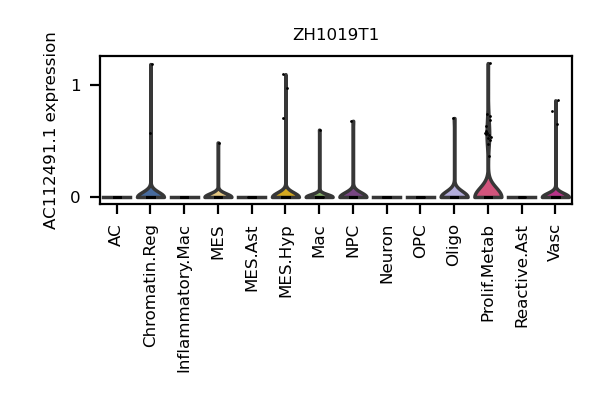 ZH1019T1
AC112491.1 expression
1
0
AC
Chromatin.Reg
Inflammatory.Mac
MES
MES.Ast
MES.Hyp
Mac
NPC
Neuron
OPC
Oligo
Prolif.Metab
Reactive.Ast
Vasc